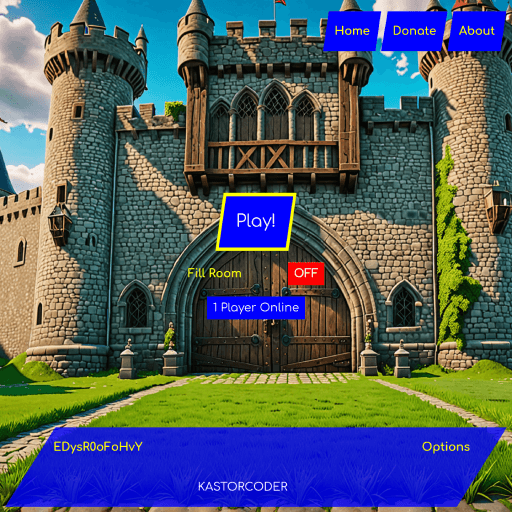 Home Donate About
Play!
Fill Room OFF
1 Player Online
EDysR0oFoHvY Options
KASTORCODER